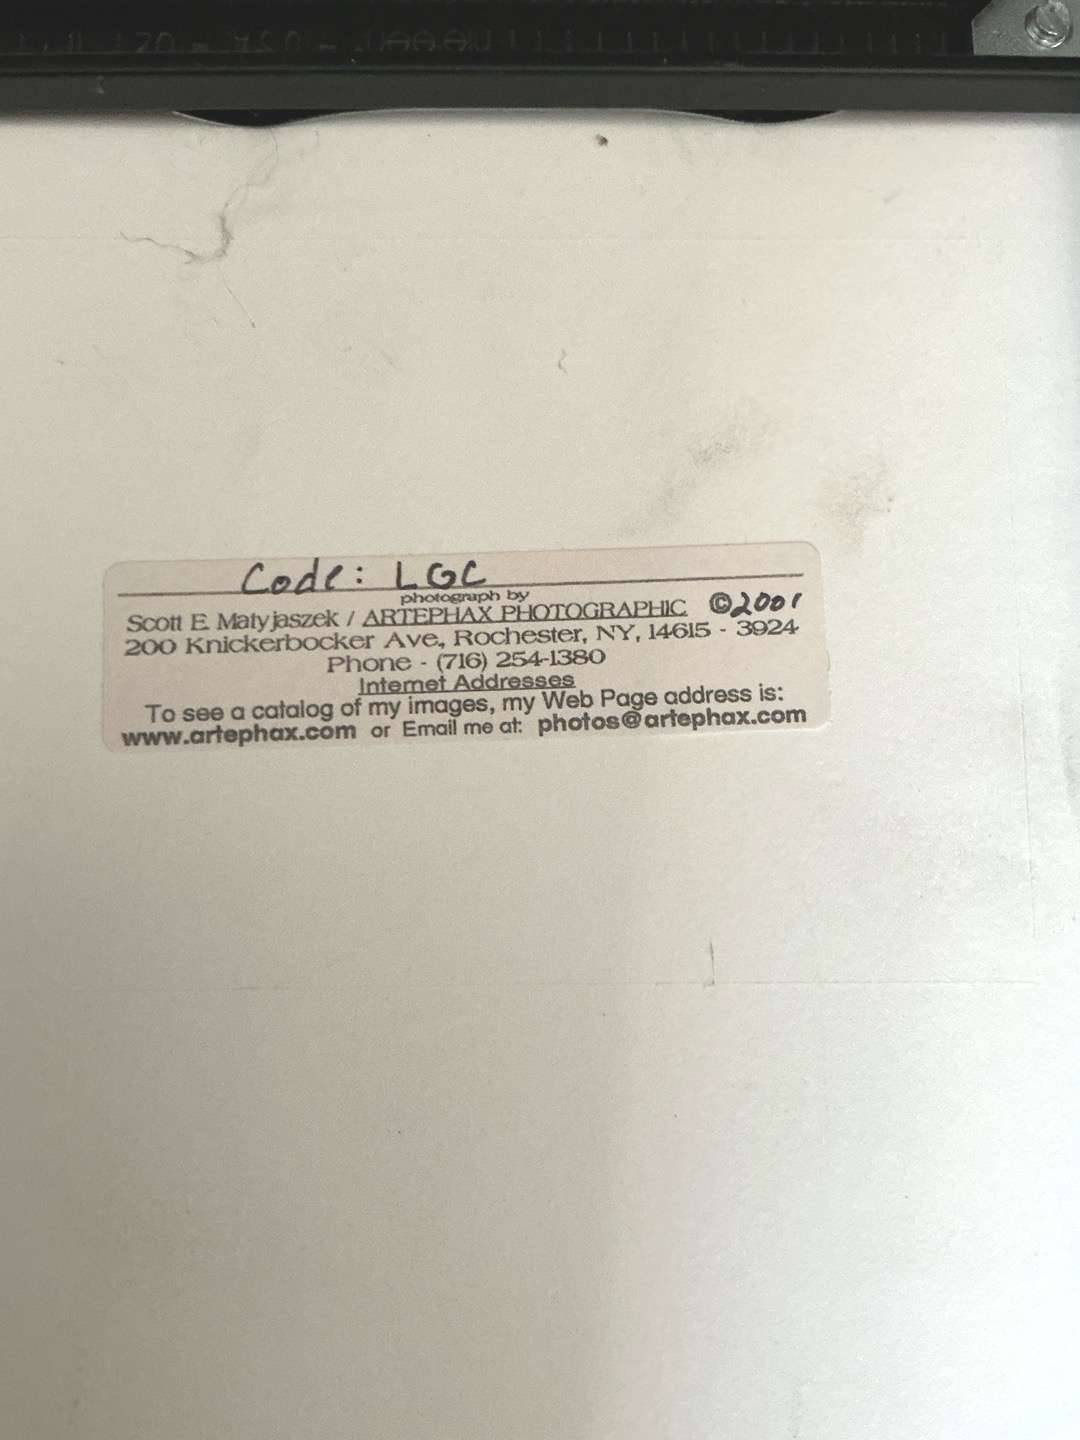 Code: LGC
photograph by
Scott E. Matyjaszek / ARTEPHAX PHOTOGRAPHIC ©2001
200 Knickerbocker Ave., Rochester, NY, 14615 - 3924
Phone - (716) 254-1380
Internet Addresses
To see a catalog of my images, my Web Page address is:
www.artephax.com or Email me at: photos@artephax.com